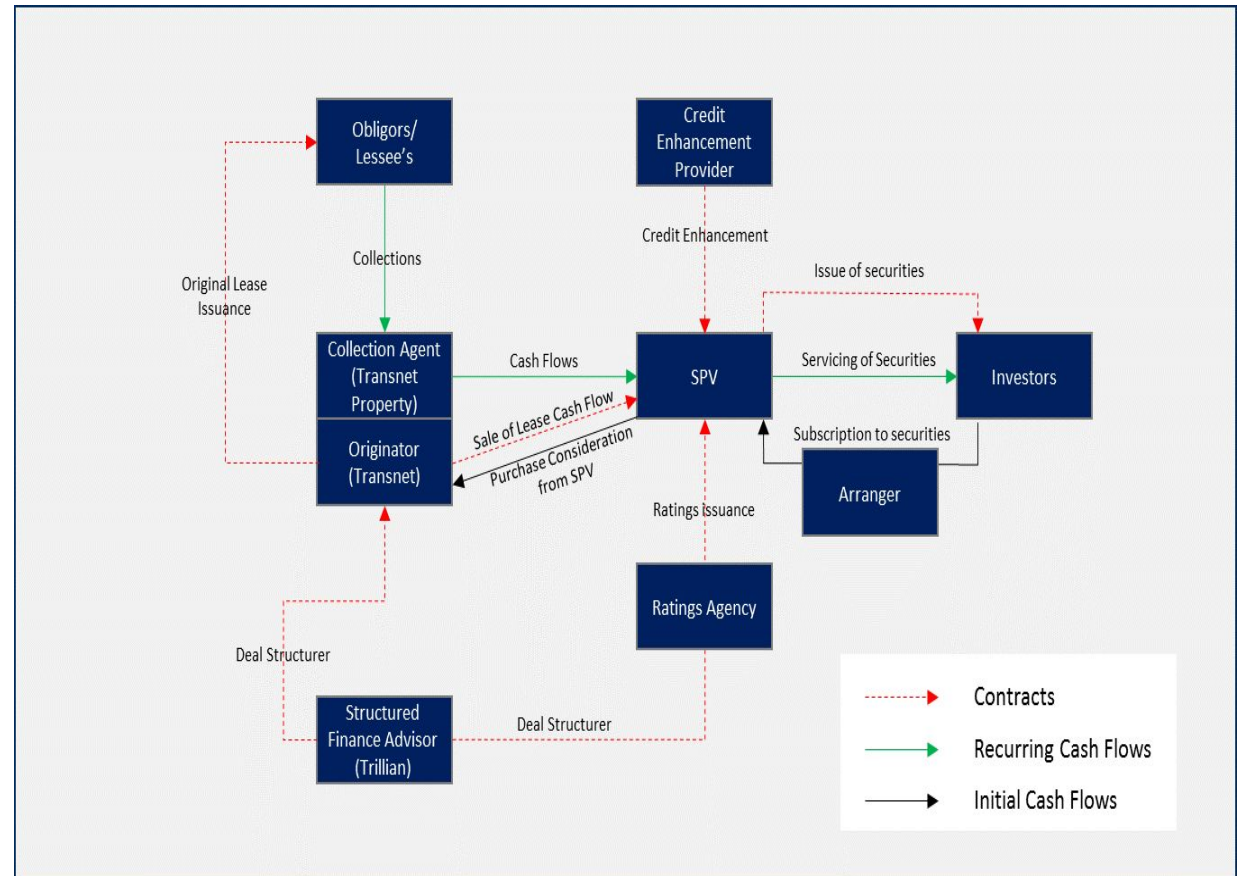 Obligors/
Lessee's
Credit
Enhancement
Provider
Collections
Credit Enhancement
Original Lease
Issuance
Issue of securities
Collection Agent
(Transnet
Property)
Cash Flows
SPV
Servicing of Securities
Investors
Originator
(Transnet)
Sale of Lease Cash Flow
Purchase Consideration
from SPV
Subscription to securities
Arranger
Ratings issuance
Ratings Agency
Deal Structurer
Structured
Finance Advisor
(Trillian)
Deal Structurer
Contracts
Recurring Cash Flows
Initial Cash Flows